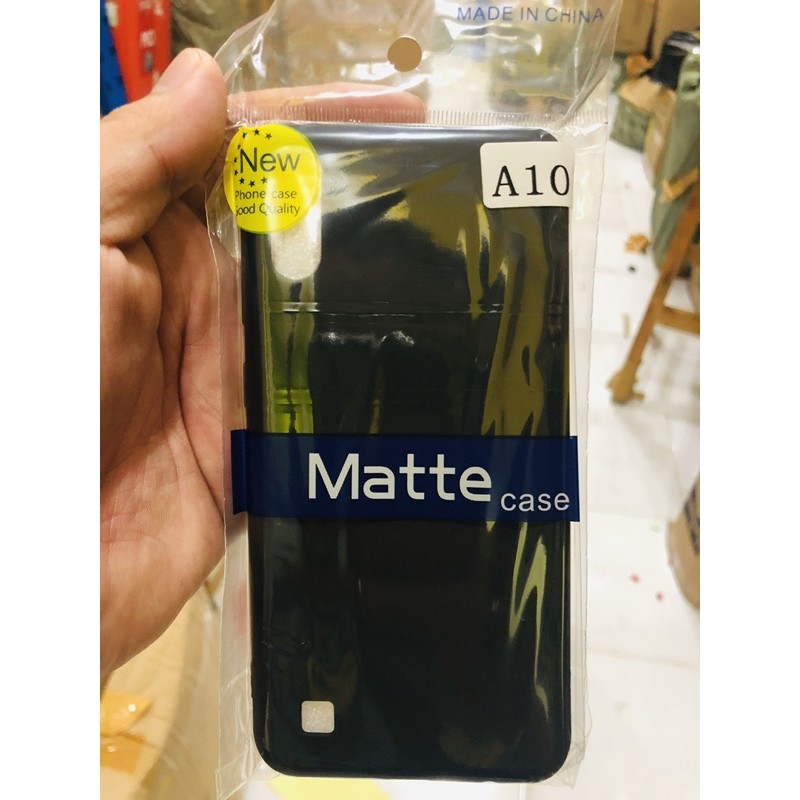 MADE IN CHINA
New
Phone case
Good Quality
A10
Matte case